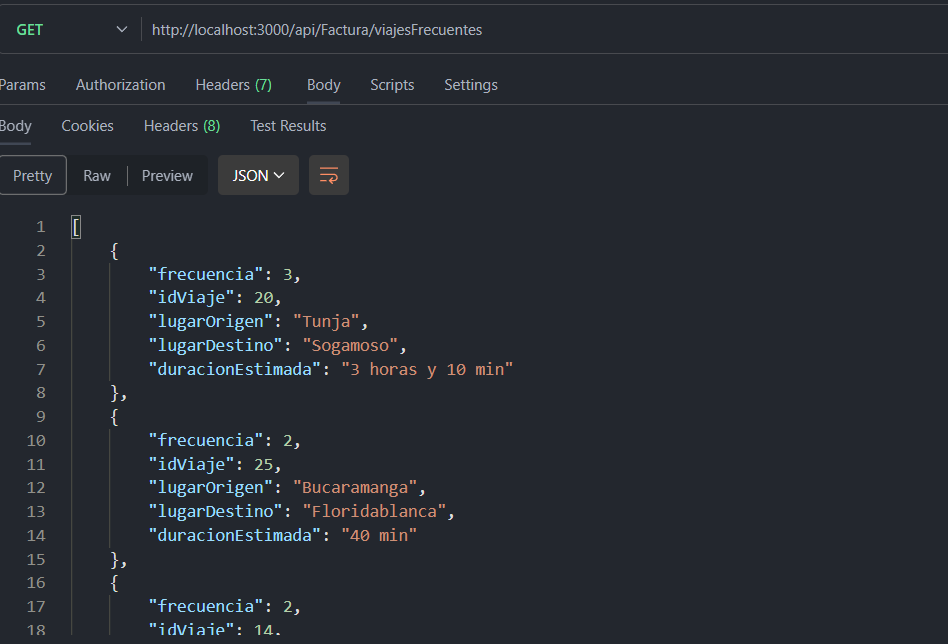 GET http://localhost:3000/api/Factura/viajesFrecuentes
Params Authorization Headers (7) Body Scripts Settings
Body Cookies Headers (8) Test Results
Pretty Raw Preview JSON
1 [
2 {
3 "frecuencia": 3,
4 "idViaje": 20,
5 "lugarOrigen": "Tunja",
6 "lugarDestino": "Sogamoso",
7 "duracionEstimada": "3 horas y 10 min"
8 },
9 {
10 "frecuencia": 2,
11 "idViaje": 25,
12 "lugarOrigen": "Bucaramanga",
13 "lugarDestino": "Floridablanca",
14 "duracionEstimada": "40 min"
15 },
16 {
17 "frecuencia": 2,
18 "idViaje": 14,